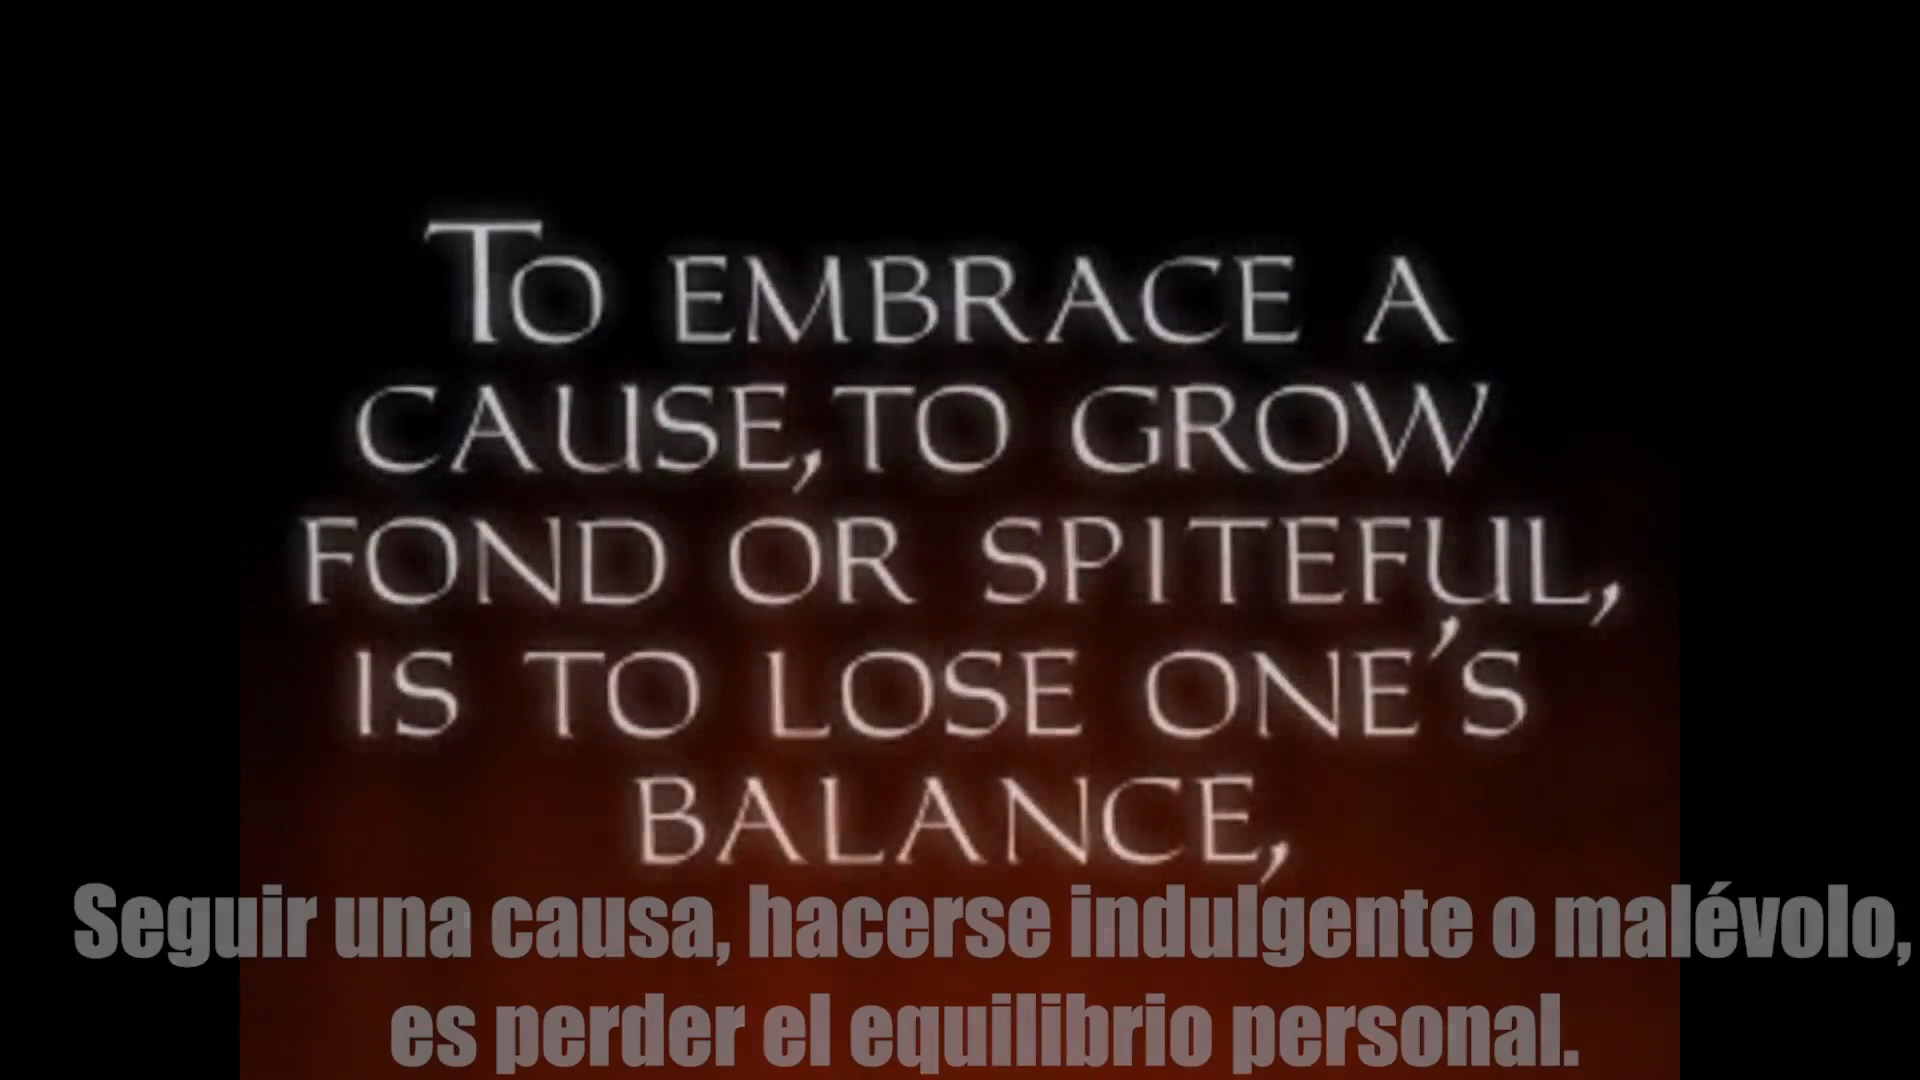 TO EMBRACE A
CAUSE, TO GROW
FOND OR SPITEFUL,
IS TO LOSE ONE'S
BALANCE,
Seguir una causa, hacerse indulgente o malévolo,
es perder el equilibrio personal.